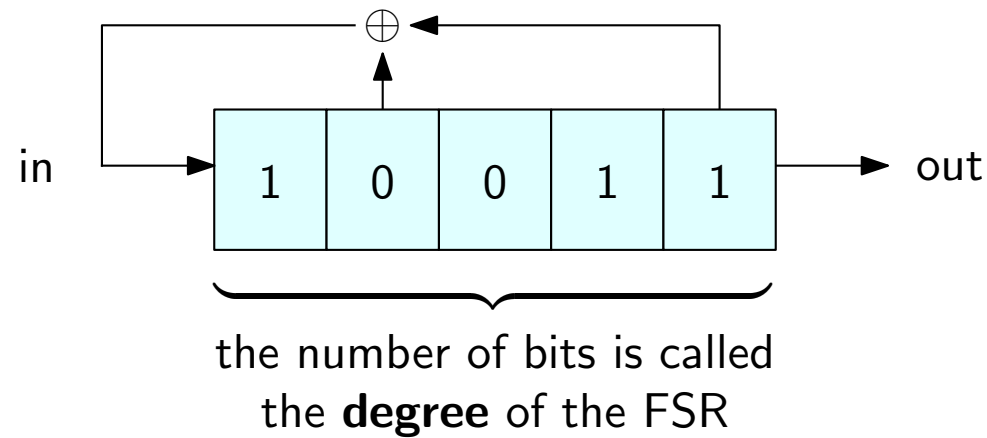 ⊕
in 1 0 0 1 1 out
the number of bits is called
the degree of the FSR